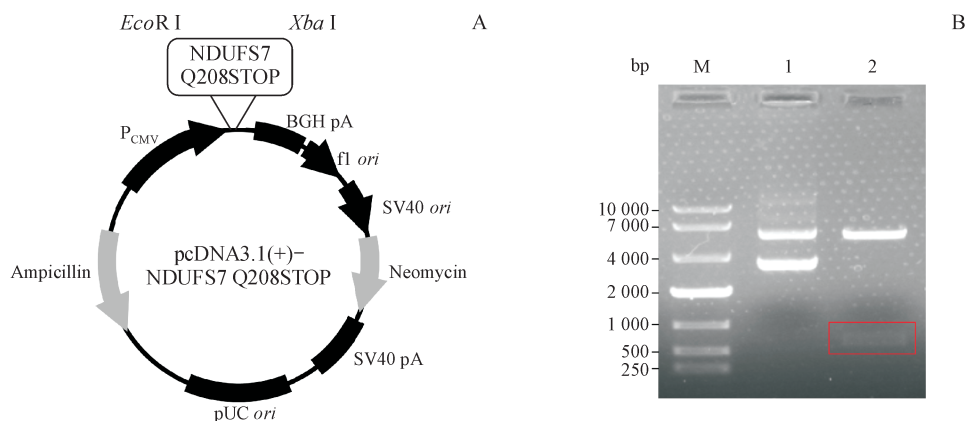 EcoR I
Xba I
A
NDUFS7
Q208STOP
P_CMV
BGH pA
f1 ori
SV40 ori
Ampicillin
pcDNA3.1(+)−
NDUFS7 Q208STOP
Neomycin
SV40 pA
pUC ori
B
bp M 1 2
10 000
7 000
4 000
2 000
1 000
500
250